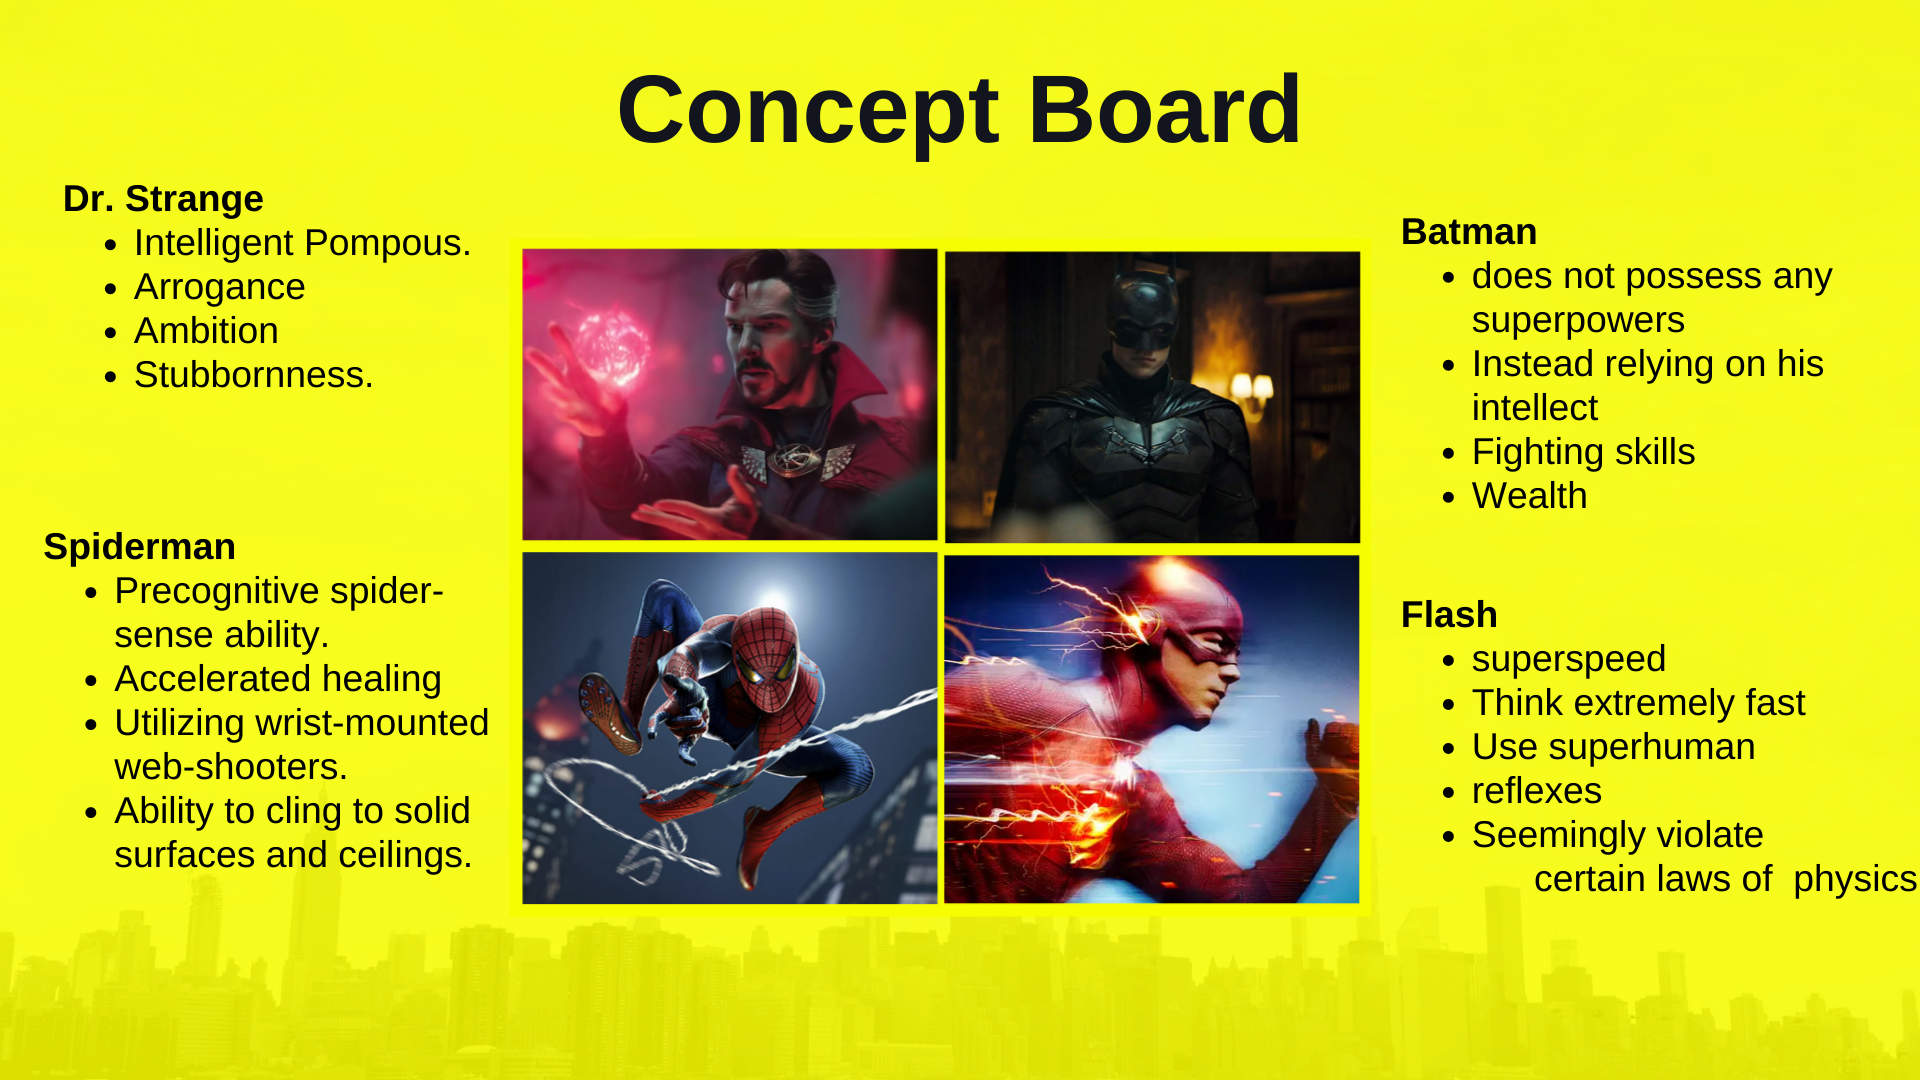 Concept Board
Dr. Strange
• Intelligent Pompous.
• Arrogance
• Ambition
• Stubbornness.
Spiderman
• Precognitive spider-
sense ability.
• Accelerated healing
• Utilizing wrist-mounted
web-shooters.
• Ability to cling to solid
surfaces and ceilings.
Batman
• does not possess any
superpowers
• Instead relying on his
intellect
• Fighting skills
• Wealth
Flash
• superspeed
• Think extremely fast
• Use superhuman
• reflexes
• Seemingly violate
certain laws of  physics